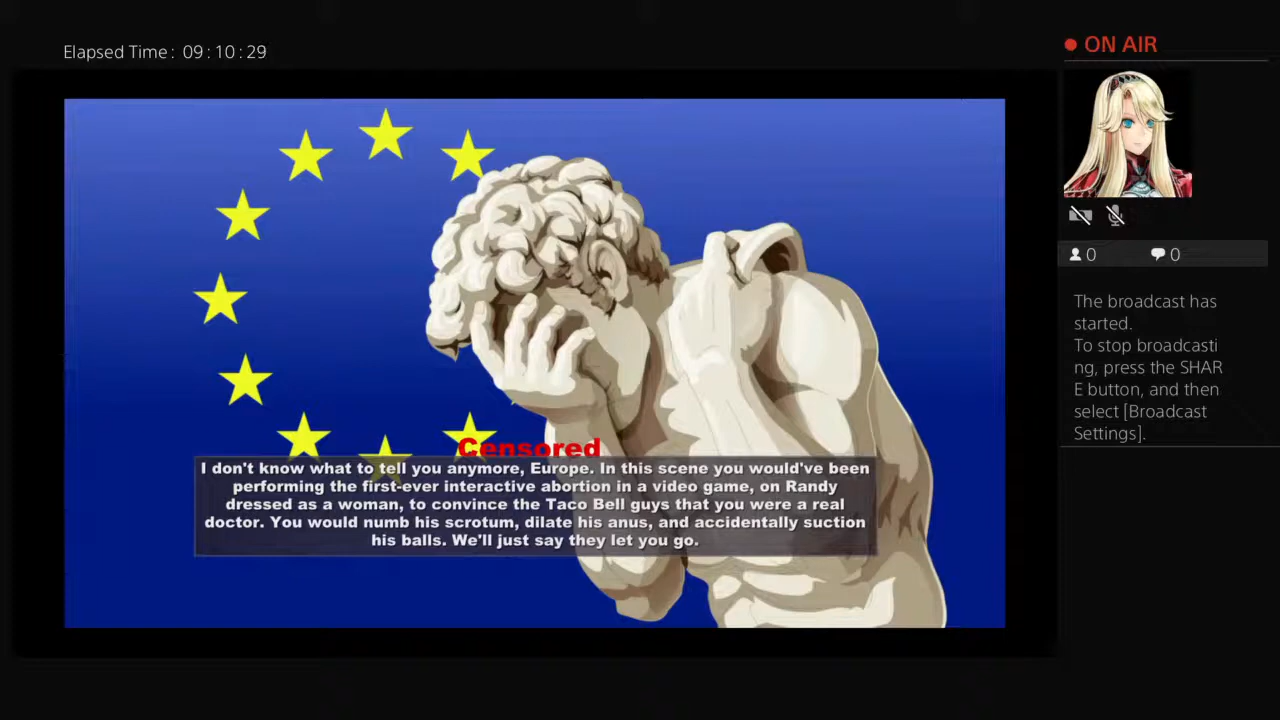 Elapsed Time: 09:10:29
ON AIR
Censored
I don't know what to tell you anymore, Europe. In this scene you would've been
performing the first-ever interactive abortion in a video game, on Randy
dressed as a woman, to convince the Taco Bell guys that you were a real
doctor. You would numb his scrotum, dilate his anus, and accidentally suction
his balls. We'll just say they let you go.
0
0
The broadcast has
started.
To stop broadcasti
ng, press the SHAR
E button, and then
select [Broadcast
Settings].